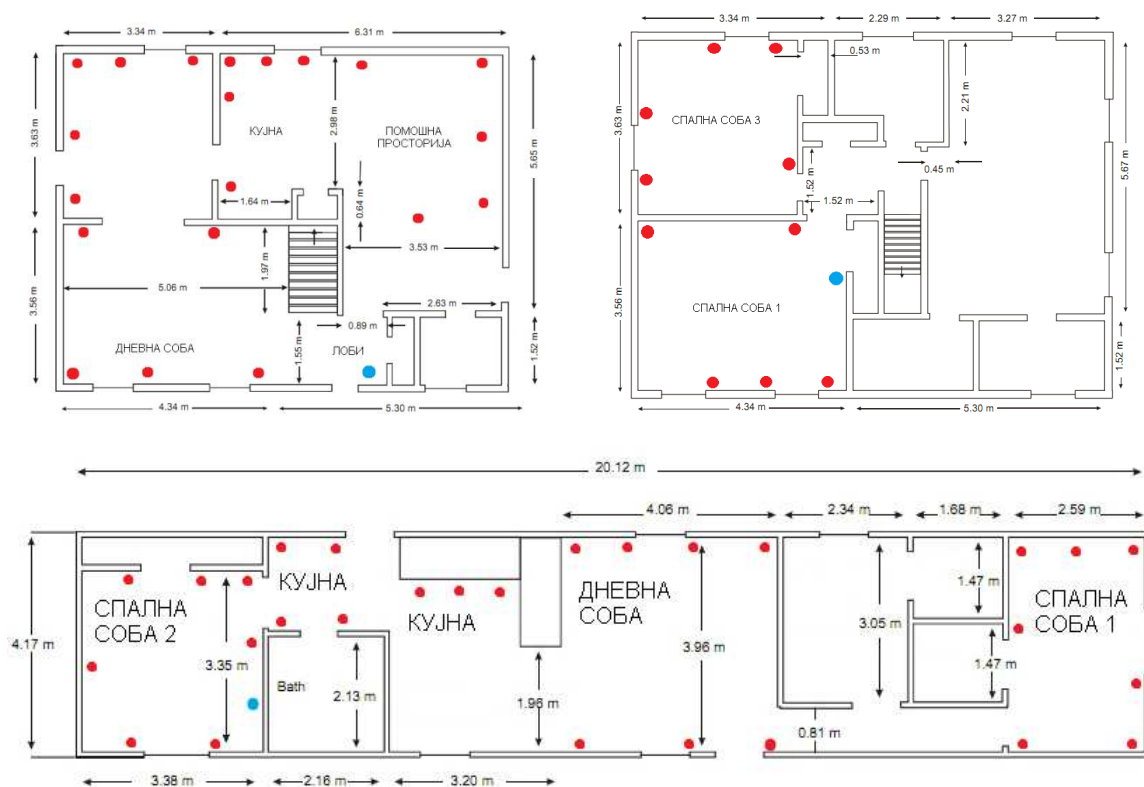 3.34 m
6.31 m
3.63 m
КУЈНА
2.98 m
ПОМОШНА
ПРОСТОРИЈА
5.65 m
1.64 m
0.64 m
3.53 m
3.56 m
1.97 m
5.06 m
2.63 m
0.89 m
ДНЕВНА СОБА
1.55 m
ЛОБИ
1.52 m
4.34 m
5.30 m
3.34 m
2.29 m
3.27 m
0.53 m
2.21 m
3.63 m
СПАЛНА СОБА 3
0.45 m
5.67 m
1.52 m
1.52 m
3.56 m
СПАЛНА СОБА 1
1.52 m
4.34 m
5.30 m
20.12 m
4.06 m
2.34 m
1.68 m
2.59 m
4.17 m
СПАЛНА
СОБА 2
3.35 m
КУЈНА
Bath
2.13 m
КУЈНА
1.96 m
ДНЕВНА
СОБА
3.96 m
3.05 m
1.47 m
1.47 m
СПАЛНА
СОБА 1
0.81 m
3.38 m
2.16 m
3.20 m